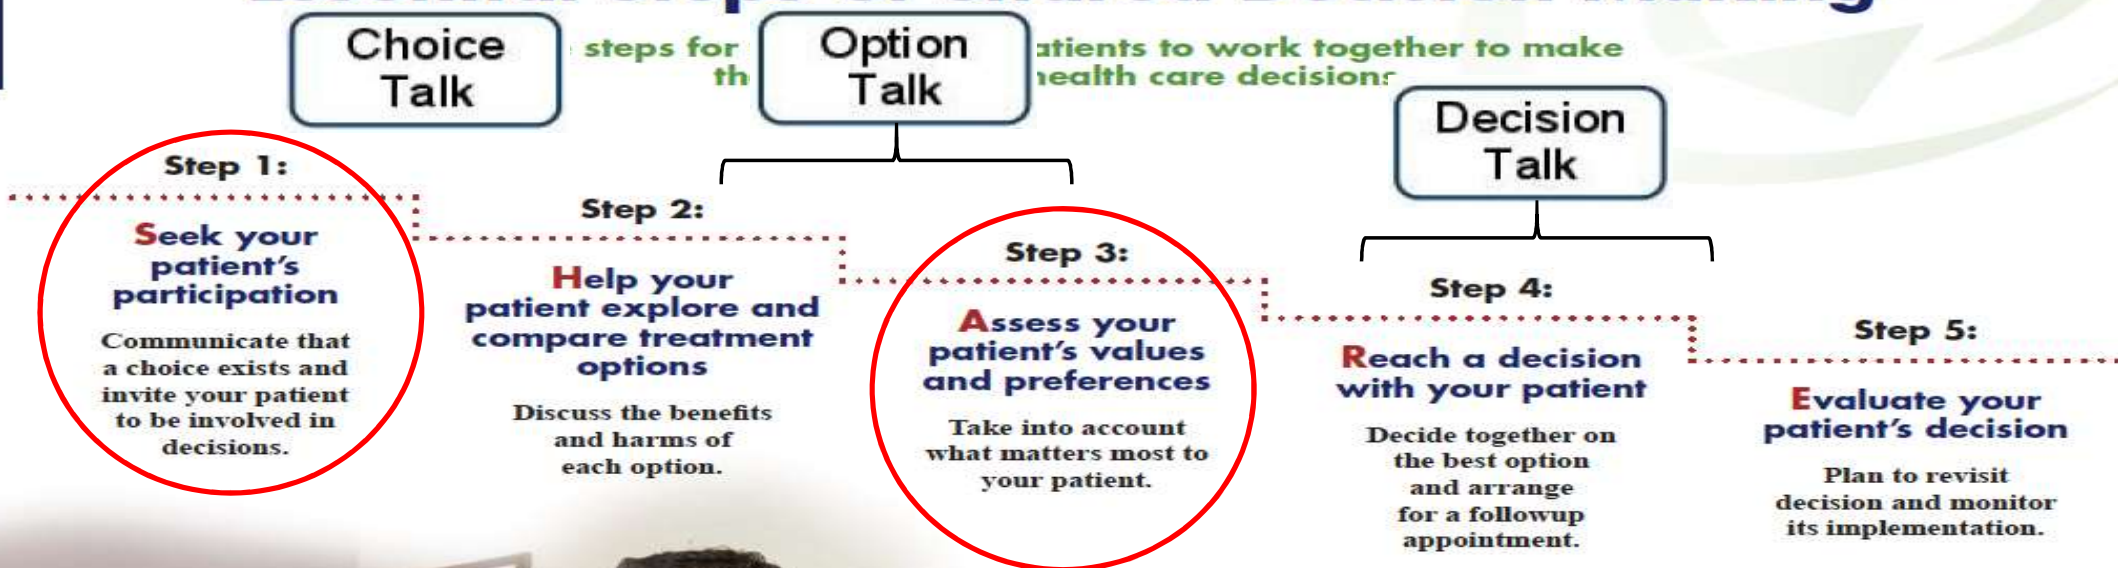 Choice
Talk
steps for
Option
Talk
to work together to make
health care decisions
Decision
Talk
Step 1:
Seek your
patient's
participation
Communicate that
a choice exists and
invite your patient
to be involved in
decisions.
Step 2:
Help your
patient explore and
compare treatment
options
Discuss the benefits
and harms of
each option.
Step 3:
Assess your
patient's values
and preferences
Take into account
what matters most to
your patient.
Step 4:
Reach a decision
with your patient
Decide together on
the best option
and arrange
for a followup
appointment.
Step 5:
Evaluate your
patient's decision
Plan to revisit
decision and monitor
its implementation.